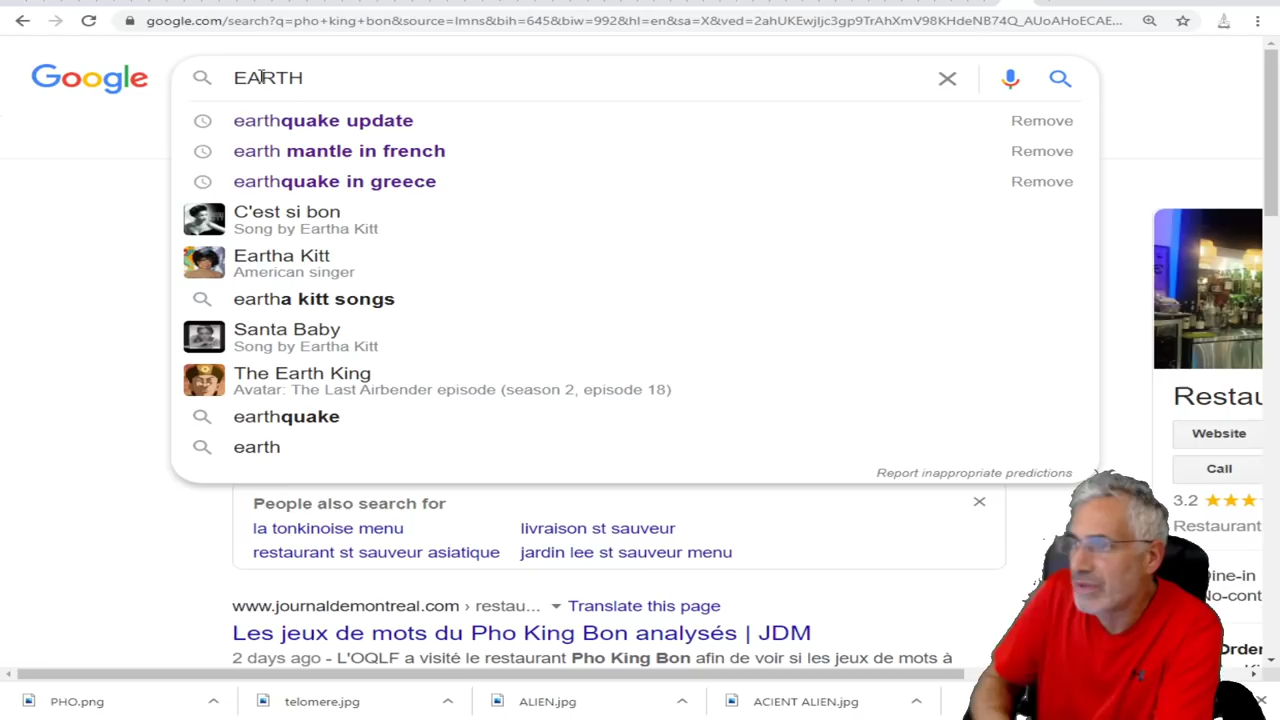 google.com/search?q=pho+king+bon&source=lmns&bih=645&biw=992&hl=en&sa=X&ved=2ahUKEwjIjc3gp9TrAhXmV98KHdeNB74Q_AUoAHoECAE...
Google
EARTH
earthquake update Remove
earth mantle in french Remove
earthquake in greece Remove
C'est si bon
Song by Eartha Kitt
Eartha Kitt
American singer
eartha kitt songs
Santa Baby
Song by Eartha Kitt
The Earth King
Avatar: The Last Airbender episode (season 2, episode 18)
earthquake
earth
Report inappropriate predictions
People also search for
la tonkinoise menu livraison st sauveur
restaurant st sauveur asiatique jardin lee st sauveur menu
www.journaldemontreal.com › restau... Translate this page
Les jeux de mots du Pho King Bon analysés | JDM
2 days ago - L'OQLF a visité le restaurant Pho King Bon afin de voir si les jeux de mots à
Restau
Website
Call
3.2
Restaurant
ine-in
No-cont
Order
PHO.png telomere.jpg ALIEN.jpg ACIENT ALIEN.jpg